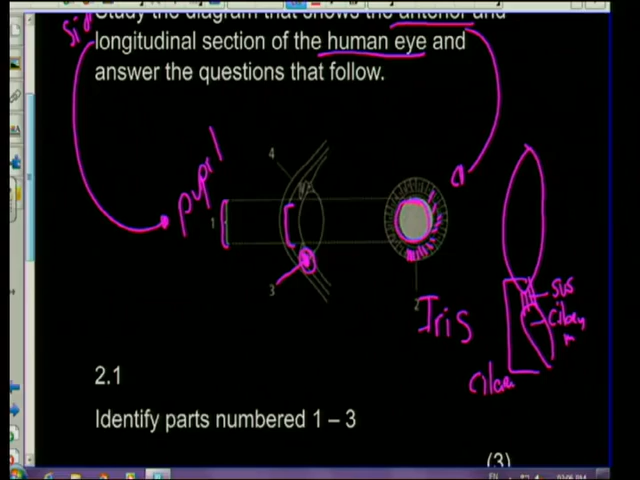 Study the diagram that shows the anterior and
longitudinal section of the human eye and
answer the questions that follow.
pupil
4
1
3
2
Iris
sus
Ciliary
m
2.1
Identify parts numbered 1 – 3
(3)